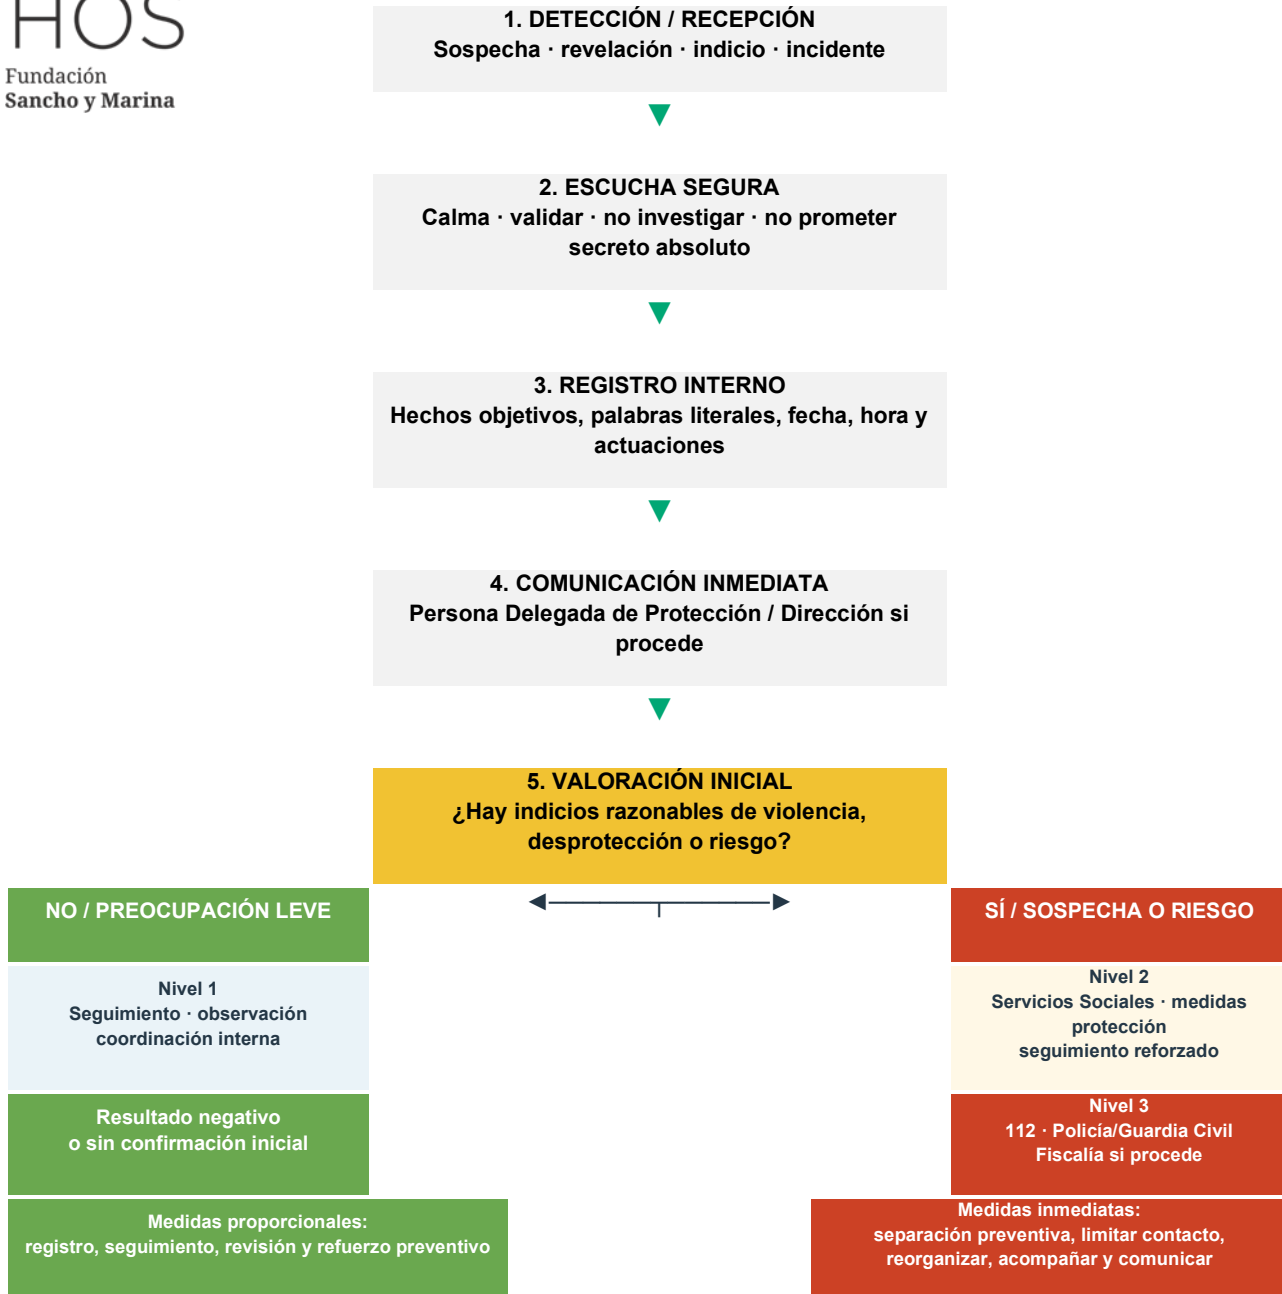 HOS
Fundación
Sancho y Marina
1. DETECCIÓN / RECEPCIÓN
Sospecha · revelación · indicio · incidente
2. ESCUCHA SEGURA
Calma · validar · no investigar · no prometer
secreto absoluto
3. REGISTRO INTERNO
Hechos objetivos, palabras literales, fecha, hora y
actuaciones
4. COMUNICACIÓN INMEDIATA
Persona Delegada de Protección / Dirección si
procede
5. VALORACIÓN INICIAL
¿Hay indicios razonables de violencia,
desprotección o riesgo?
NO / PREOCUPACIÓN LEVE
Nivel 1
Seguimiento · observación
coordinación interna
Resultado negativo
o sin confirmación inicial
Medidas proporcionales:
registro, seguimiento, revisión y refuerzo preventivo
SÍ / SOSPECHA O RIESGO
Nivel 2
Servicios Sociales · medidas
protección
seguimiento reforzado
Nivel 3
112 · Policía/Guardia Civil
Fiscalía si procede
Medidas inmediatas:
separación preventiva, limitar contacto,
reorganizar, acompañar y comunicar